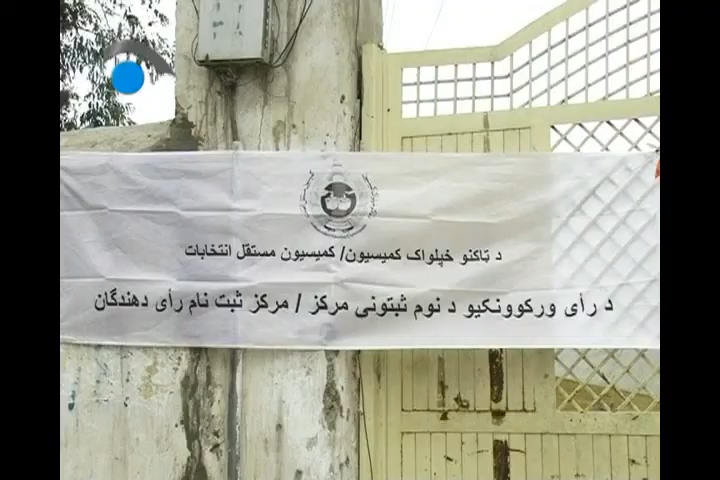 د ټاکنو خپلواک کمیسیون/ کمیسیون مستقل انتخابات
د رأی ورکوونکیو د نوم ثبتونی مرکز / مرکز ثبت نام رأی دهندگان